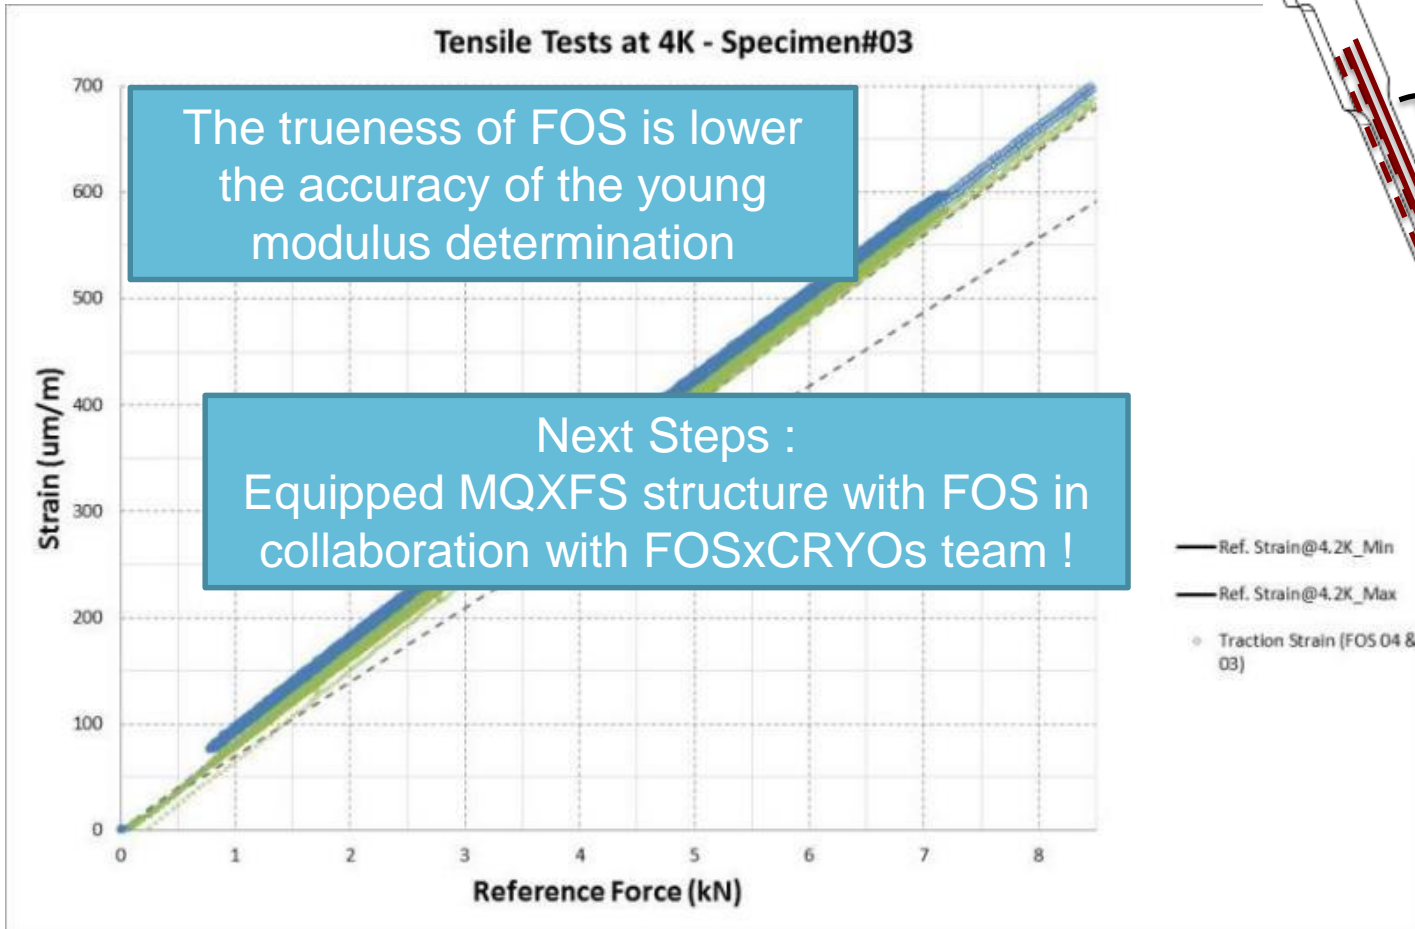 Tensile Tests at 4K - Specimen#03
700
600
500
400
300
200
100
0
The trueness of FOS is lower
the accuracy of the young
modulus determination
Next Steps :
Equipped MQXFS structure with FOS in
collaboration with FOSxCRYOs team !
Strain (um/m)
0 1 2 3 4 5 6 7 8
Reference Force (kN)
Ref. Strain@4.2K_Min
Ref. Strain@4.2K_Max
Traction Strain (FOS 04 &
03)